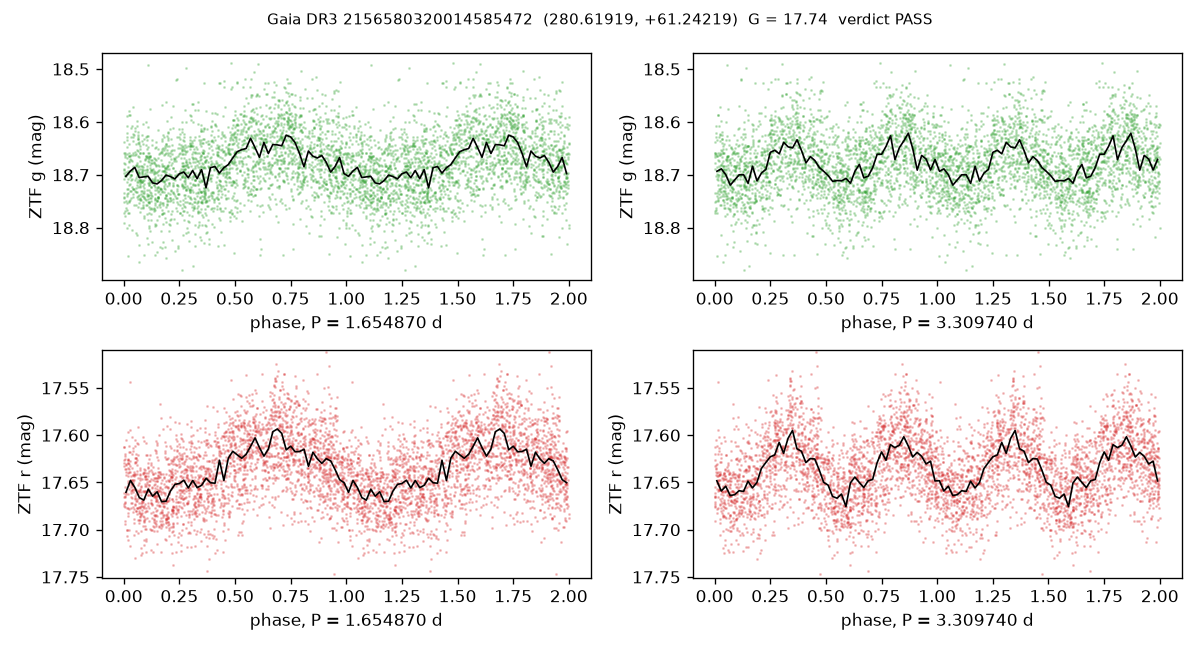 Gaia DR3 2156580320014585472 (280.61919, +61.24219) G = 17.74 verdict PASS
ZTF g (mag)
18.5
18.6
18.7
18.8
0.00 0.25 0.50 0.75 1.00 1.25 1.50 1.75 2.00
phase, P = 1.654870 d
ZTF g (mag)
18.5
18.6
18.7
18.8
0.00 0.25 0.50 0.75 1.00 1.25 1.50 1.75 2.00
phase, P = 3.309740 d
ZTF r (mag)
17.55
17.60
17.65
17.70
17.75
0.00 0.25 0.50 0.75 1.00 1.25 1.50 1.75 2.00
phase, P = 1.654870 d
ZTF r (mag)
17.55
17.60
17.65
17.70
17.75
0.00 0.25 0.50 0.75 1.00 1.25 1.50 1.75 2.00
phase, P = 3.309740 d